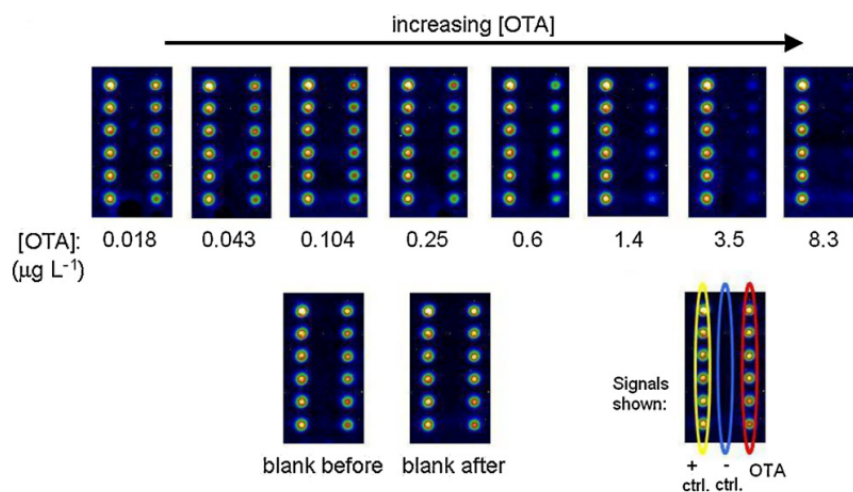 increasing [OTA]
[OTA]: 0.018 0.043 0.104 0.25 0.6 1.4 3.5 8.3
(µg L⁻¹)
Signals
shown:
blank before blank after
+ - OTA
ctrl. ctrl.